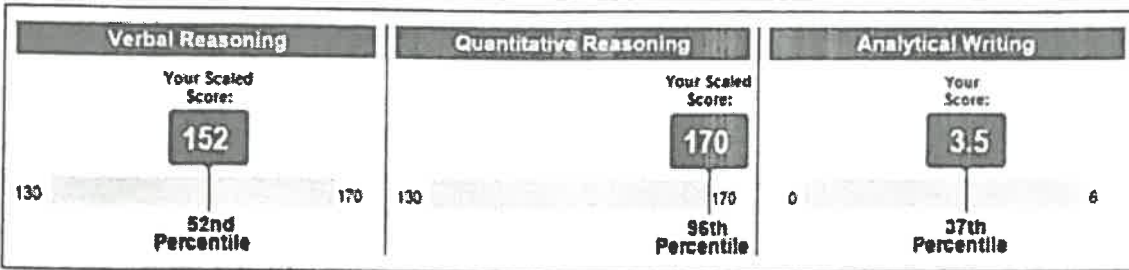 Verbal Reasoning
Your Scaled
Score:
152
130
170
52nd
Percentile
Quantitative Reasoning
Your Scaled
Score:
170
130
170
96th
Percentile
Analytical Writing
Your
Score:
3.5
0
6
37th
Percentile